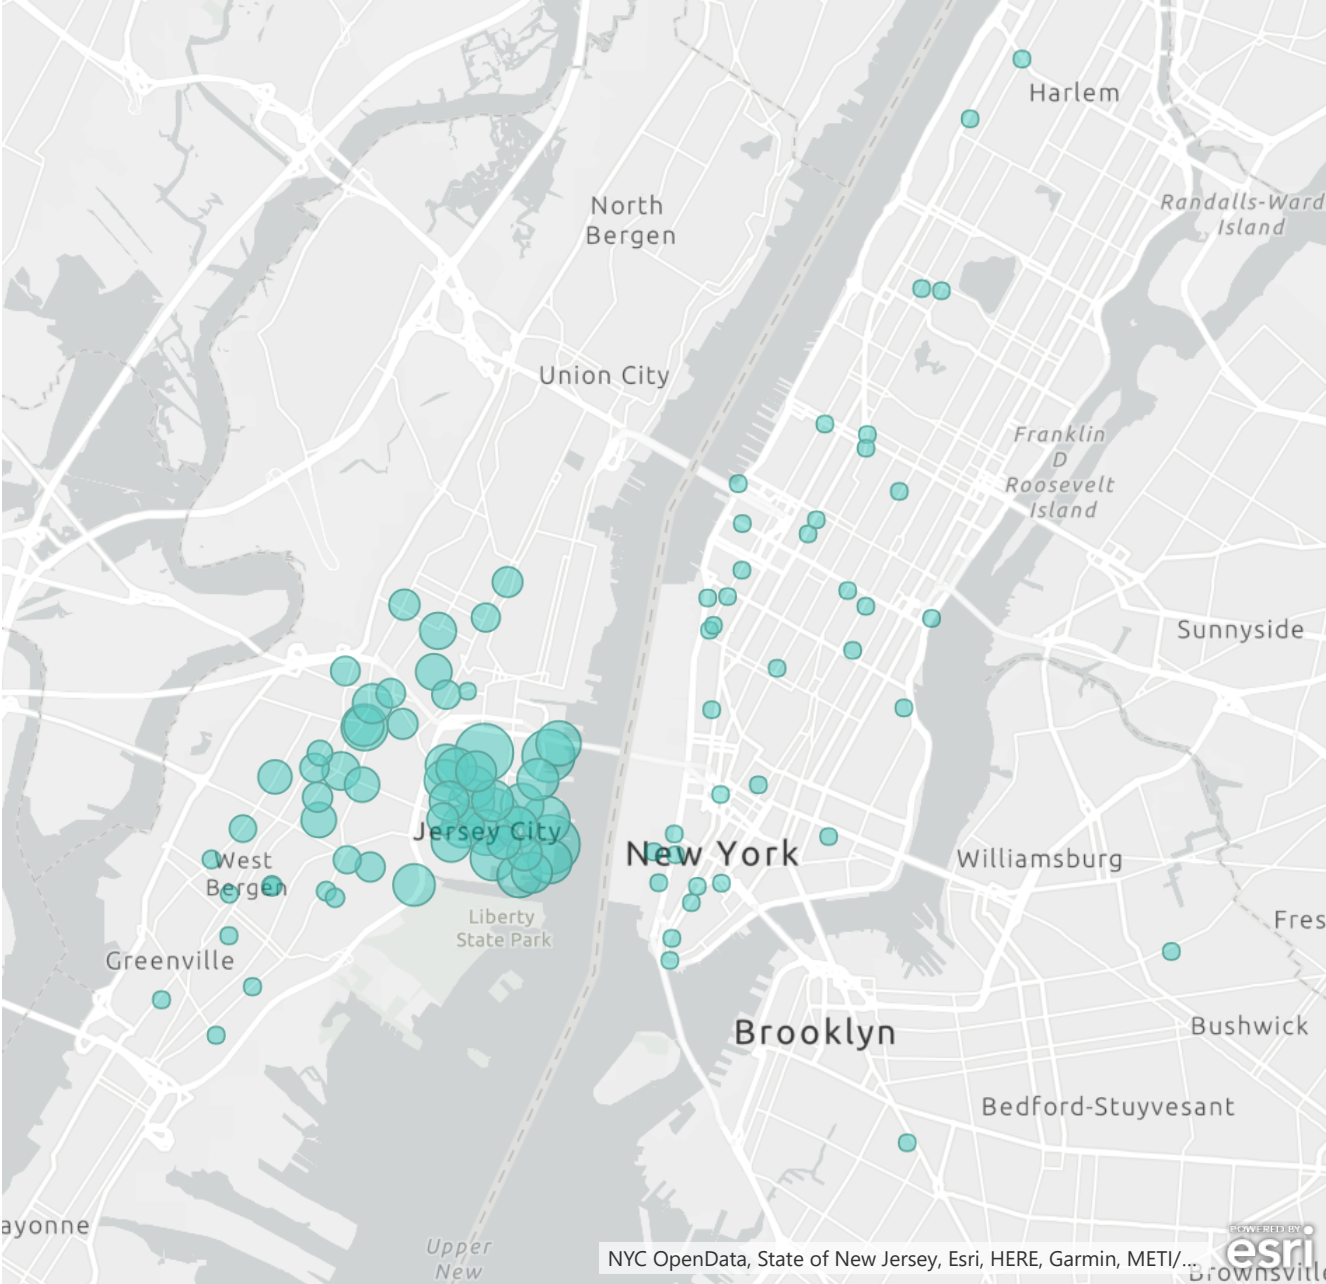 Harlem
Randalls-Ward
Island
North
Bergen
Union City
Franklin
D
Roosevelt
Island
Sunnyside
Jersey City
New York
Williamsburg
West
Bergen
Liberty
State Park
Fres
Greenville
Bushwick
Brooklyn
Bedford-Stuyvesant
ayonne
Upper
New
NYC OpenData, State of New Jersey, Esri, HERE, Garmin, METI/...
POWERED BY
esri
Brownsville